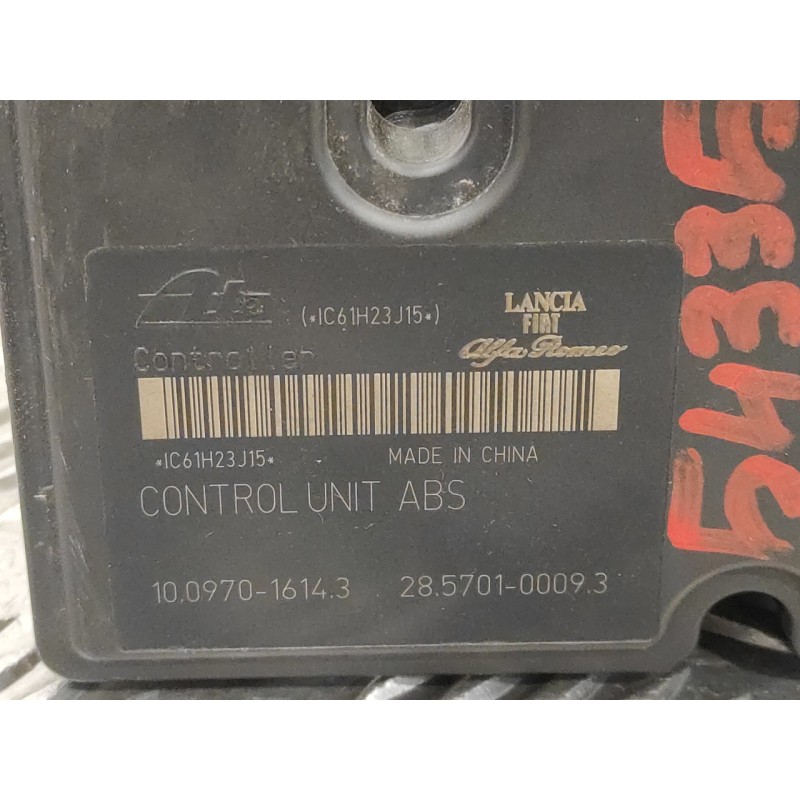 Ate
(*IC61H23J15*)
LANCIA
FIAT
Alfa Romeo
Controller
*IC61H23J15*
MADE IN CHINA
CONTROL UNIT ABS
10.0970-1614.3
28.5701-0009.3